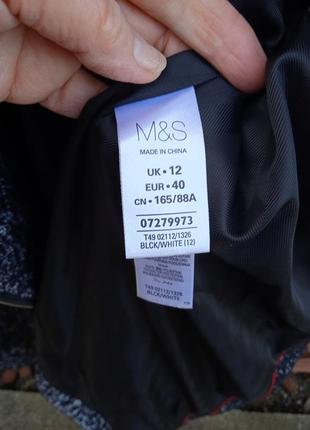 M&S
MADE IN CHINA
UK • 12
EUR • 40
CN • 165/88A
07279973
T49 02112/1326
BLCK/WHITE (12)
T49 02112/1326
BLCK/WHITE